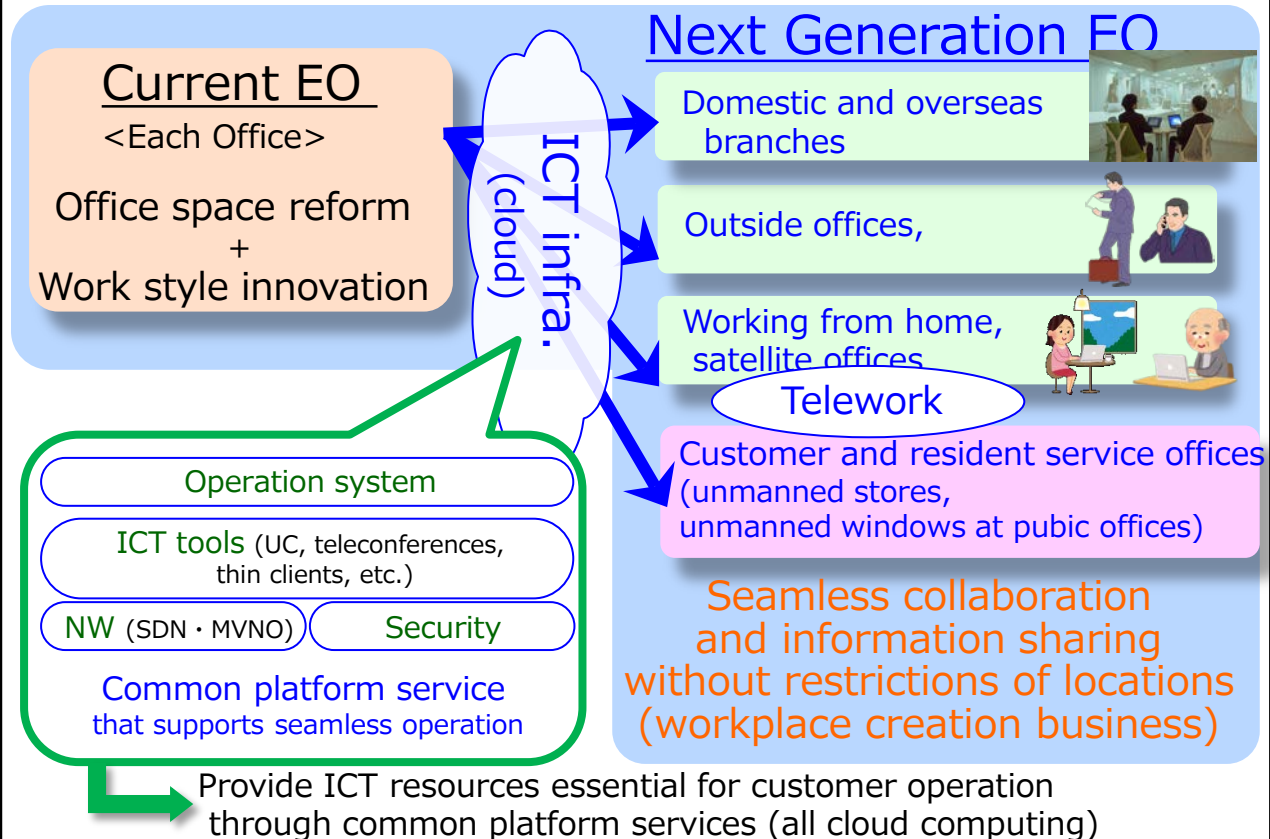 Next Generation EO
Current EO
<Each Office>
Office space reform
+
Work style innovation
ICT infra.
(cloud)
Domestic and overseas
branches
Outside offices,
Working from home,
satellite offices
Telework
Customer and resident service offices
(unmanned stores,
unmanned windows at pubic offices)
Seamless collaboration
and information sharing
without restrictions of locations
(workplace creation business)
Operation system
ICT tools (UC, teleconferences,
thin clients, etc.)
NW (SDN・MVNO)
Security
Common platform service
that supports seamless operation
Provide ICT resources essential for customer operation
through common platform services (all cloud computing)